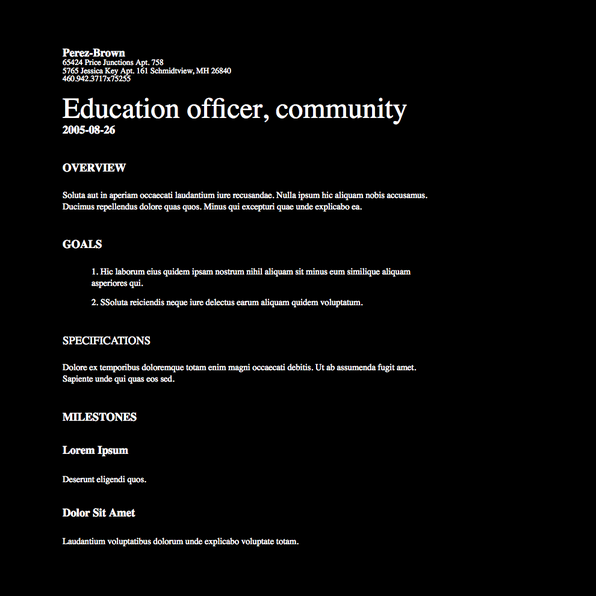 Perez-Brown
65424 Price Junctions Apt. 758
5765 Jessica Key Apt. 161 Schmidtview, MH 26840
460.942.3717x75255
Education officer, community
2005-08-26
OVERVIEW
Soluta aut in aperiam occaecati laudantium iure recusandae. Nulla ipsum hic aliquam nobis accusamus.
Ducimus repellendus dolore quas quos. Minus qui excepturi quae unde explicabo ea.
GOALS
1. Hic laborum eius quidem ipsam nostrum nihil aliquam sit minus eum similique aliquam
asperiores qui.
2. SSoluta reiciendis neque iure delectus earum aliquam quidem voluptatum.
SPECIFICATIONS
Dolore ex temporibus doloremque totam enim magni occaecati debitis. Ut ab assumenda fugit amet.
Sapiente unde qui quas eos sed.
MILESTONES
Lorem Ipsum
Deserunt eligendi quos.
Dolor Sit Amet
Laudantium voluptatibus dolorum unde explicabo voluptate totam.